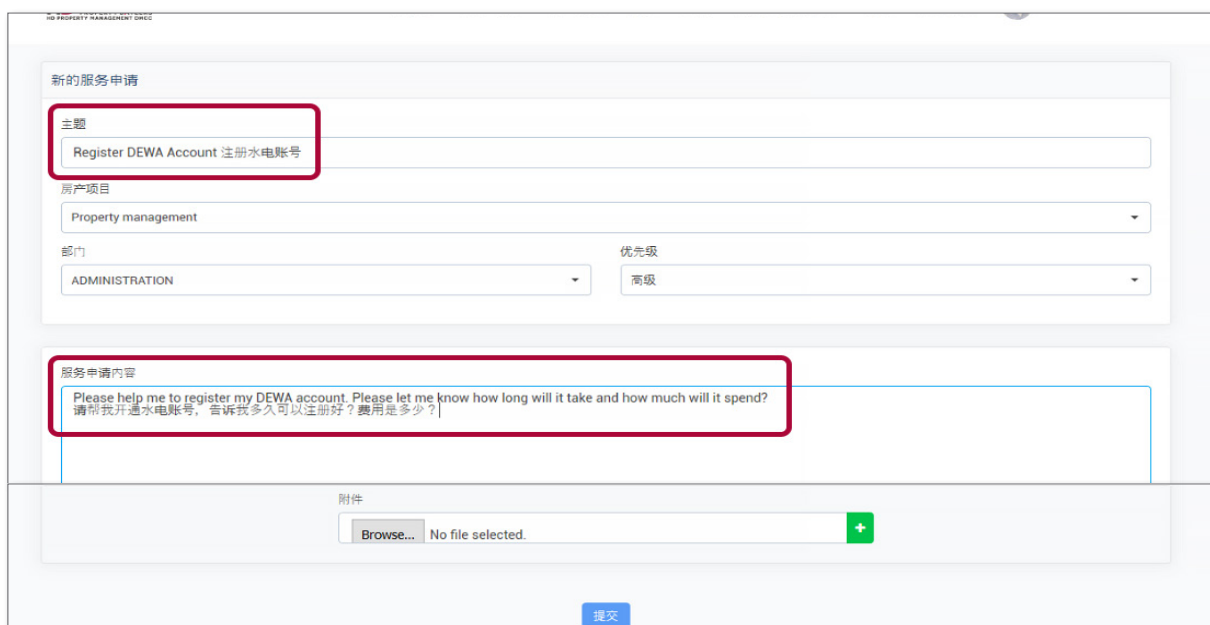 HD PROPERTY MANAGEMENT DMCC
新的服务申请
主题
Register DEWA Account 注册水电账号
房产项目
Property management
部门
优先级
ADMINISTRATION
高级
服务申请内容
Please help me to register my DEWA account. Please let me know how long will it take and how much will it spend?
请帮我开通水电账号，告诉我多久可以注册好？费用是多少？
附件
Browse... No file selected.
+
提交